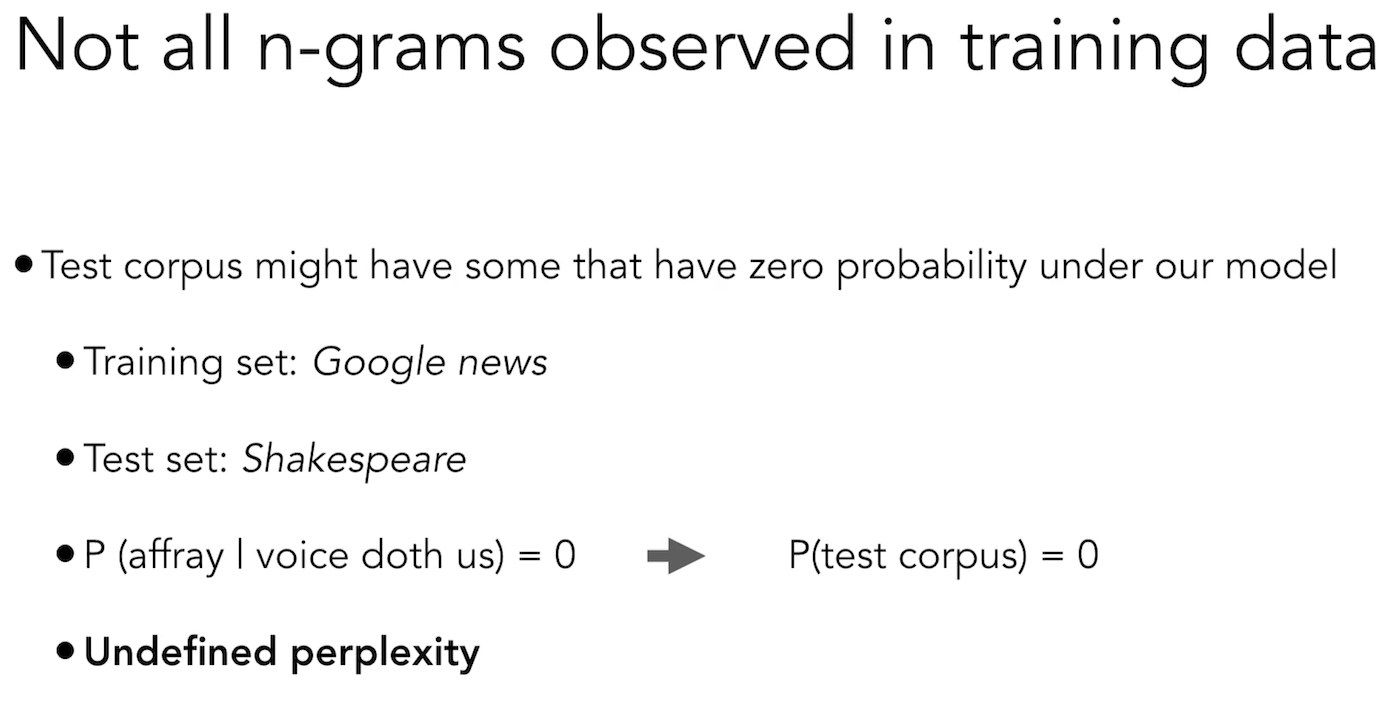 Not all n-grams observed in training data
•Test corpus might have some that have zero probability under our model
•Training set: Google news
•Test set: Shakespeare
•P (affray | voice doth us) = 0 P(test corpus) = 0
•Undefined perplexity